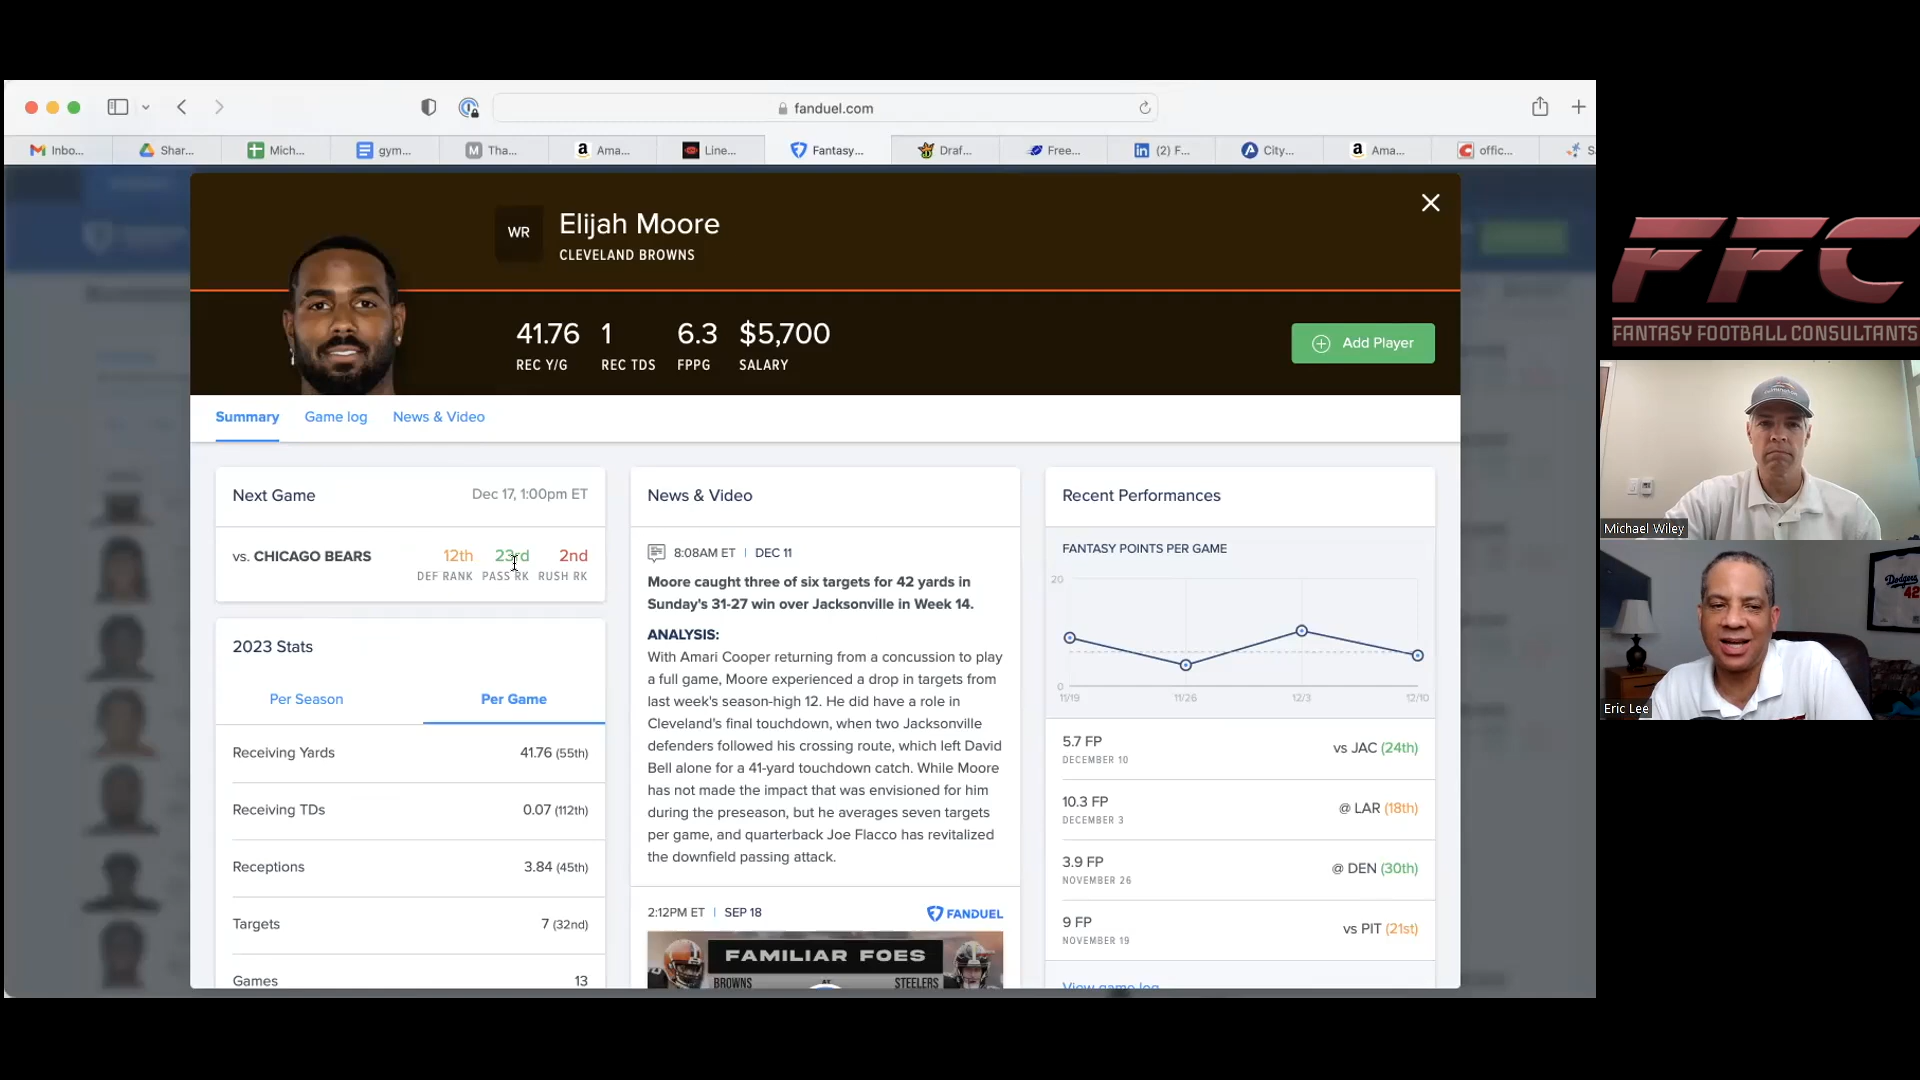 fanduel.com
Inbo...
Shar...
Mich...
gym...
Tha...
Ama...
Line...
Fantasy...
Draf...
Free...
(2) F...
City...
Ama...
offic...
S
WR
Elijah Moore
CLEVELAND BROWNS
41.76 1 6.3 $5,700
REC Y/G REC TDS FPPG SALARY
Add Player
Summary Game log News & Video
Next Game Dec 17, 1:00pm ET
vs. CHICAGO BEARS 12th 23rd 2nd
DEF RANK PASS RK RUSH RK
2023 Stats
Per Season Per Game
Receiving Yards 41.76 (55th)
Receiving TDs 0.07 (112th)
Receptions 3.84 (45th)
Targets 7 (32nd)
Games 13
News & Video
8:08AM ET | DEC 11
Moore caught three of six targets for 42 yards in
Sunday's 31-27 win over Jacksonville in Week 14.
ANALYSIS:
With Amari Cooper returning from a concussion to play
a full game, Moore experienced a drop in targets from
last week's season-high 12. He did have a role in
Cleveland's final touchdown, when two Jacksonville
defenders followed his crossing route, which left David
Bell alone for a 41-yard touchdown catch. While Moore
has not made the impact that was envisioned for him
during the preseason, but he averages seven targets
per game, and quarterback Joe Flacco has revitalized
the downfield passing attack.
2:12PM ET | SEP 18
FANDUEL
FAMILIAR FOES
BROWNS AT STEELERS
Recent Performances
FANTASY POINTS PER GAME
20
0
11/19 11/26 12/3 12/10
5.7 FP vs JAC (24th)
DECEMBER 10
10.3 FP @ LAR (18th)
DECEMBER 3
3.9 FP @ DEN (30th)
NOVEMBER 26
9 FP vs PIT (21st)
NOVEMBER 19
View game log
FFC
FANTASY FOOTBALL CONSULTANTS
Michael Wiley
Dodgers
42
Eric Lee